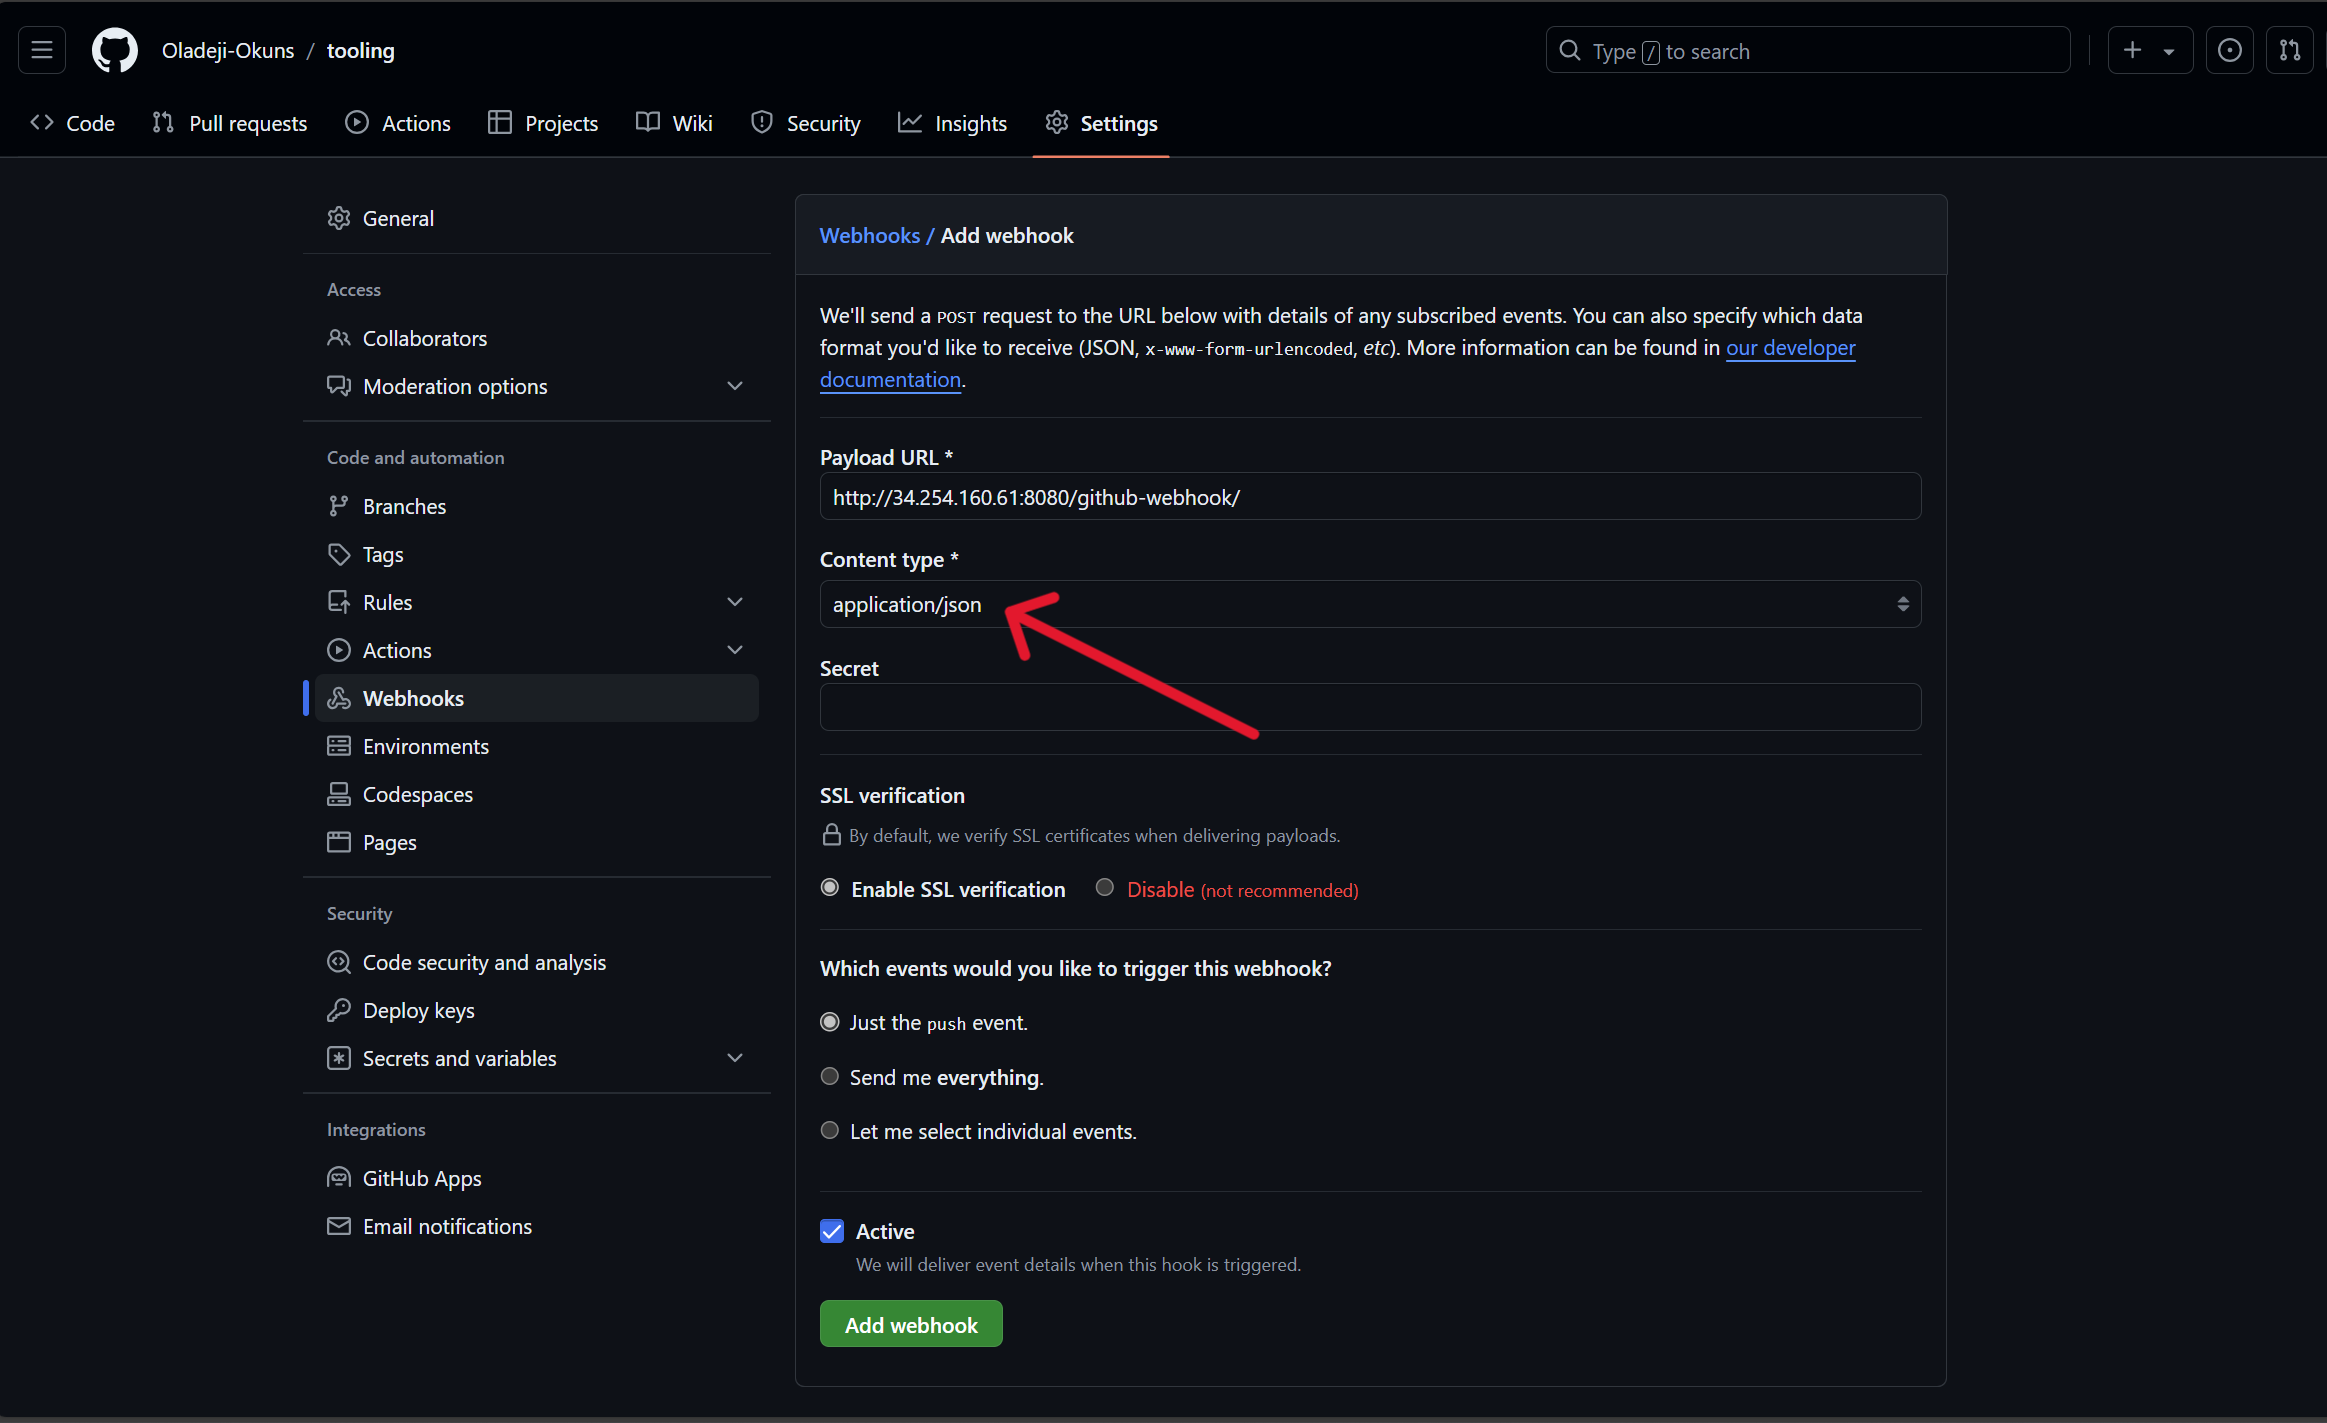 Oladeji-Okuns / tooling
Type / to search
Code
Pull requests
Actions
Projects
Wiki
Security
Insights
Settings
General
Access
Collaborators
Moderation options
Code and automation
Branches
Tags
Rules
Actions
Webhooks
Environments
Codespaces
Pages
Security
Code security and analysis
Deploy keys
Secrets and variables
Integrations
GitHub Apps
Email notifications
Webhooks / Add webhook
We'll send a POST request to the URL below with details of any subscribed events. You can also specify which data
format you'd like to receive (JSON, x-www-form-urlencoded, etc). More information can be found in our developer
documentation.
Payload URL *
http://34.254.160.61:8080/github-webhook/
Content type *
application/json
Secret
SSL verification
By default, we verify SSL certificates when delivering payloads.
Enable SSL verification
Disable (not recommended)
Which events would you like to trigger this webhook?
Just the push event.
Send me everything.
Let me select individual events.
Active
We will deliver event details when this hook is triggered.
Add webhook